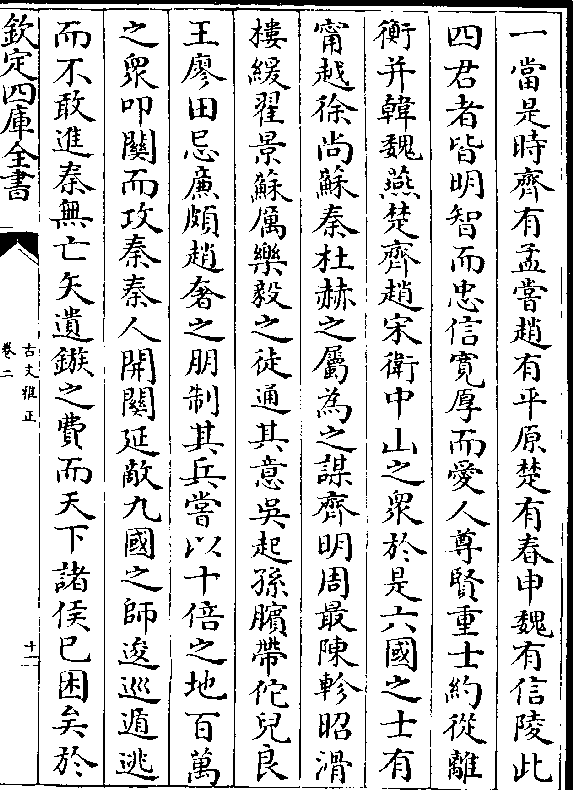 一當是時齊有孟嘗趙有平原楚有春申魏有信陵此
四君者皆明智而忠信寛厚而愛人尊賢重士約從離
衡并韓魏燕楚齊趙宋衛中山之衆於是六國之士有
甯越徐尚蘇秦杜赫之屬為之謀齊明周最陳軫昭滑
樓緩翟景蘇厲樂毅之徒通其意吳起孫臏帶佗兒良
王廖田忌廉頗趙奢之朋制其兵嘗以十倍之地百萬
之衆叩關而攻秦秦人開關延敵九國之師逡巡遁逃
而不敢進秦無亡矢遺鏃之費而天下諸侯已困矣於
欽定四庫全書
古文雅正
卷二
十二